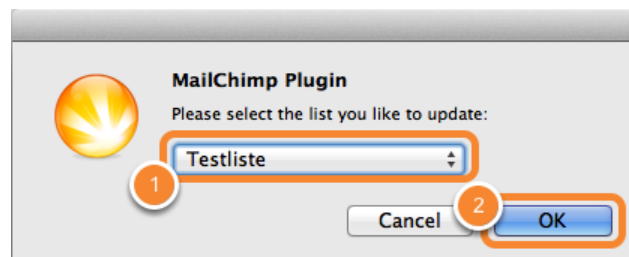 MailChimp Plugin
Please select the list you like to update:
Testliste
1
Cancel
2
OK